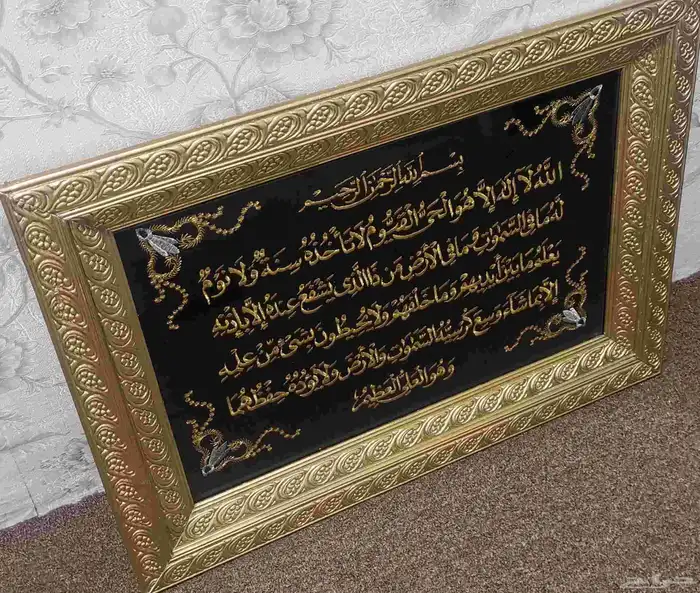 بسم الله الرحمن الرحيم
الله لا إله إلا هو الحي القيوم لا تأخذه سنة ولا نوم
له ما في السموات وما في الأرض من ذا الذي يشفع عنده إلا بإذنه
يعلم ما بين أيديهم وما خلفهم ولا يحيطون بشيء من علمه
إلا بما شاء وسع كرسيه السموات والأرض ولا يؤده حفظهما
وهو العلي العظيم